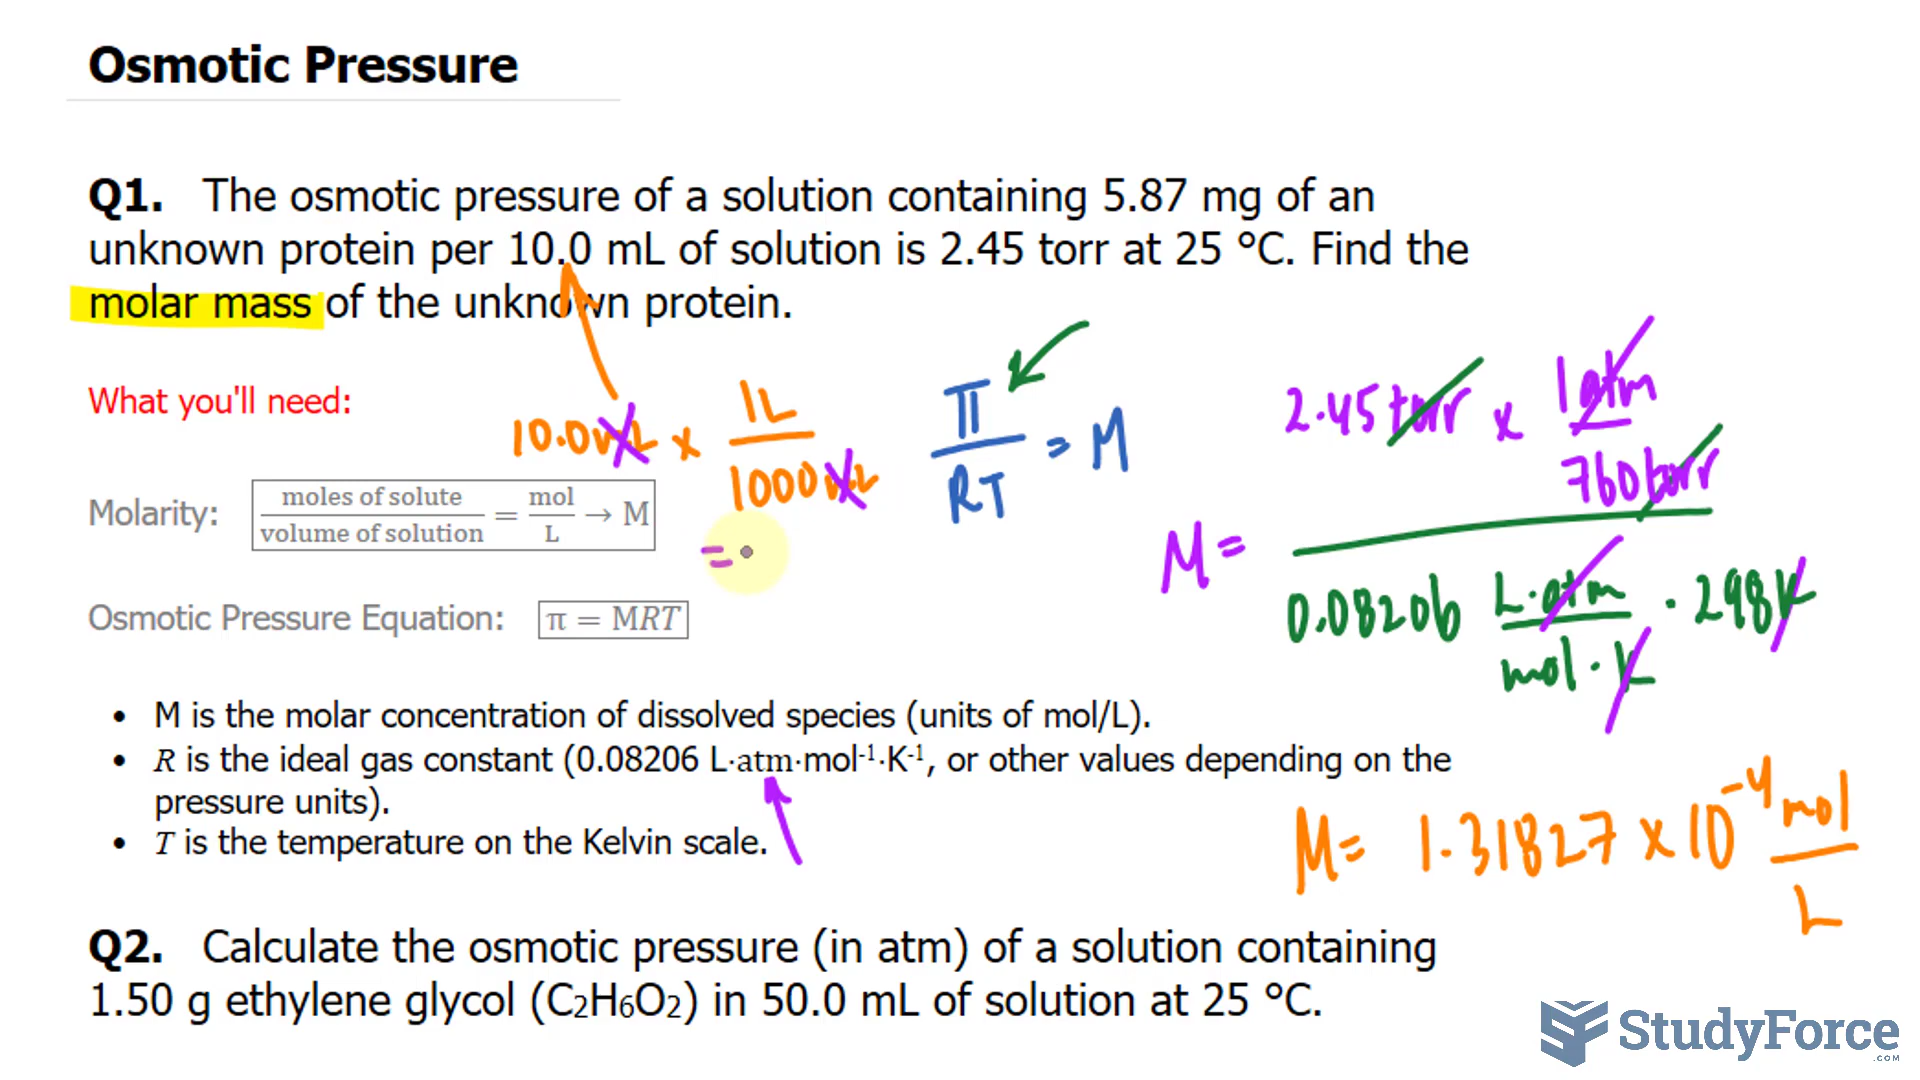 Osmotic Pressure
Q1. The osmotic pressure of a solution containing 5.87 mg of an
unknown protein per 10.0 mL of solution is 2.45 torr at 25 °C. Find the
molar mass of the unknown protein.
What you'll need:
10.0 mL × 1L / 1000 mL
=
π / RT = M
M = 2.45 torr × 1 atm / 760 torr
0.08206 L·atm / mol·K · 298 K
Molarity: moles of solute / volume of solution = mol / L → M
Osmotic Pressure Equation: π = MRT
• M is the molar concentration of dissolved species (units of mol/L).
• R is the ideal gas constant (0.08206 L·atm·mol⁻¹·K⁻¹, or other values depending on the
pressure units).
• T is the temperature on the Kelvin scale.
M = 1.31827 × 10⁻⁴ mol / L
Q2. Calculate the osmotic pressure (in atm) of a solution containing
1.50 g ethylene glycol (C₂H₆O₂) in 50.0 mL of solution at 25 °C.
StudyForce
.COM